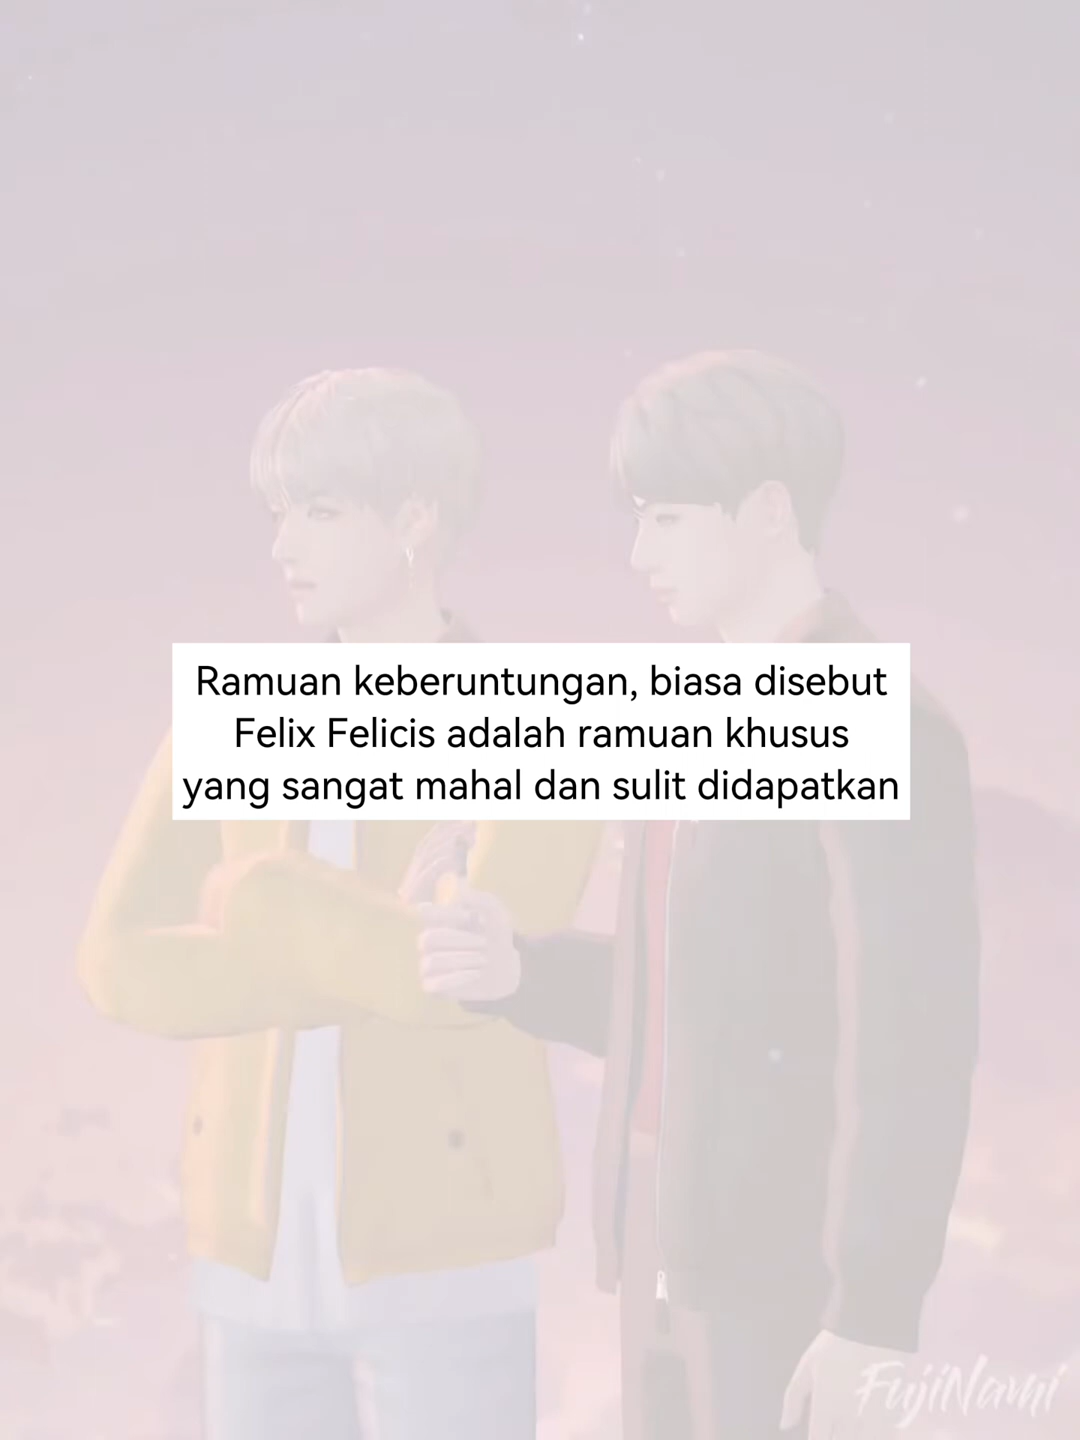 Ramuan keberuntungan, biasa disebut
Felix Felicis adalah ramuan khusus
yang sangat mahal dan sulit didapatkan
FujiNami